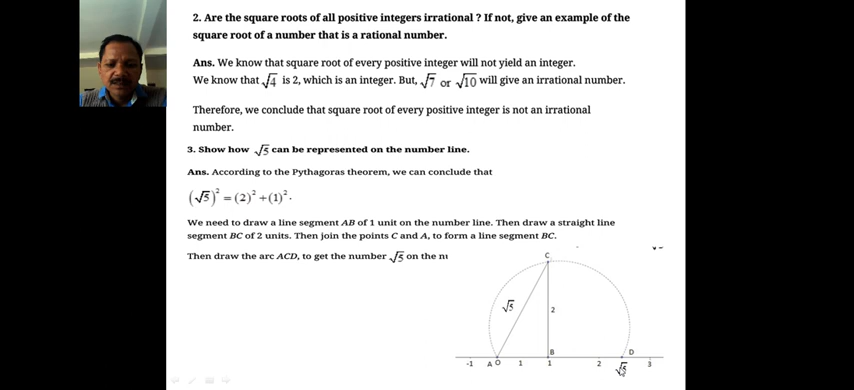 2. Are the square roots of all positive integers irrational ? If not, give an example of the
square root of a number that is a rational number.
Ans. We know that square root of every positive integer will not yield an integer.
We know that √4 is 2, which is an integer. But, √7 or √10 will give an irrational number.
Therefore, we conclude that square root of every positive integer is not an irrational
number.
3. Show how √5 can be represented on the number line.
Ans. According to the Pythagoras theorem, we can conclude that
(√5)² = (2)² + (1)².
We need to draw a line segment AB of 1 unit on the number line. Then draw a straight line
segment BC of 2 units. Then join the points C and A, to form a line segment BC.
Then draw the arc ACD, to get the number √5 on the
C
√5
2
B
D
-1 A O 1 1 2 3
√5